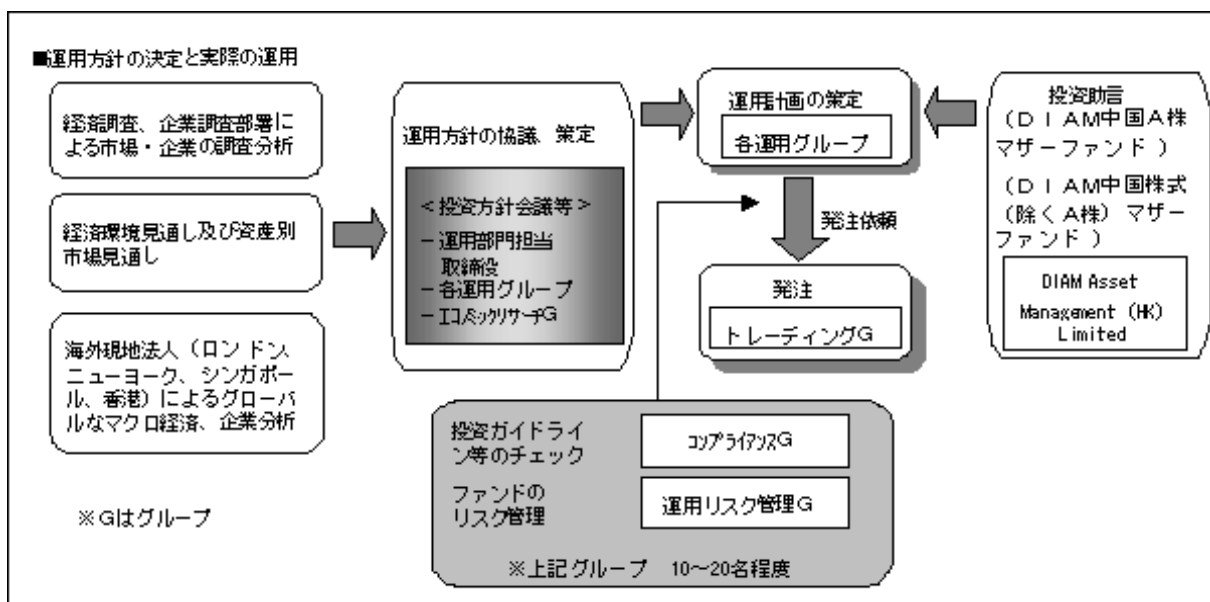 ■運用方針の決定と実際の運用
経済調査、企業調査部署に
よる市場・企業の調査分析
経済環境見通し及び資産別
市場見通し
海外現地法人（ロンドン、
ニューヨーク、シンガポー
ル、香港）によるグローバ
ルなマクロ経済、企業分析
※Gはグループ
運用方針の協議、策定
＜投資方針会議等＞
－運用部門担当
取締役
－各運用グループ
－エコノミックリサーチG
運用計画の策定
各運用グループ
発注依頼
発注
トレーディングG
投資助言
（ＤＩＡＭ中国Ａ株
マザーファンド）
（ＤＩＡＭ中国株式
（除くＡ株）マザー
ファンド）
DIAM Asset
Management (HK)
Limited
投資ガイドライ
ン等のチェック
コンプライアンスG
ファンドの
リスク管理
運用リスク管理G
※上記グループ　10～20名程度